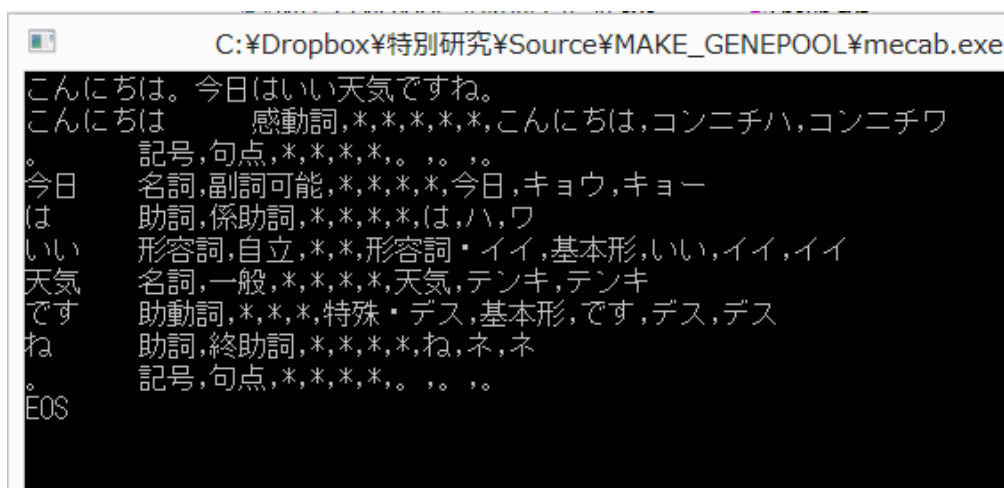 C:¥Dropbox¥特別研究¥Source¥MAKE_GENEPOOL¥mecab.exe
こんにちは。今日はいい天気ですね。
こんにちは	感動詞,*,*,*,*,*,こんにちは,コンニチハ,コンニチワ
。	記号,句点,*,*,*,*,。,。,。
今日	名詞,副詞可能,*,*,*,*,今日,キョウ,キョー
は	助詞,係助詞,*,*,*,*,は,ハ,ワ
いい	形容詞,自立,*,*,形容詞・イイ,基本形,いい,イイ,イイ
天気	名詞,一般,*,*,*,*,天気,テンキ,テンキ
です	助動詞,*,*,*,特殊・デス,基本形,です,デス,デス
ね	助詞,終助詞,*,*,*,*,ね,ネ,ネ
。	記号,句点,*,*,*,*,。,。,。
EOS